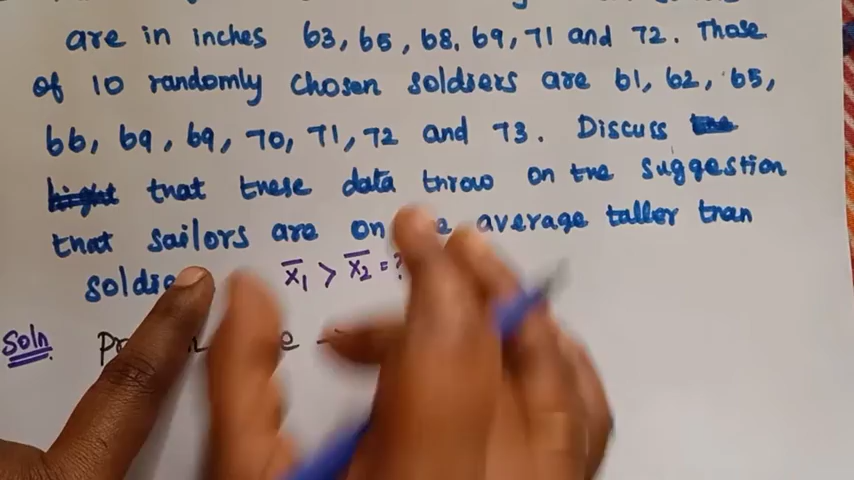 are in inches 63, 65, 68, 69, 71 and 72. Those
of 10 randomly chosen soldiers are 61, 62, 65,
66, 69, 69, 70, 71, 72 and 73. Discuss
that these data throw on the suggestion
that sailors are on average taller than
x̄₁ > x̄₂ = ?
Soln